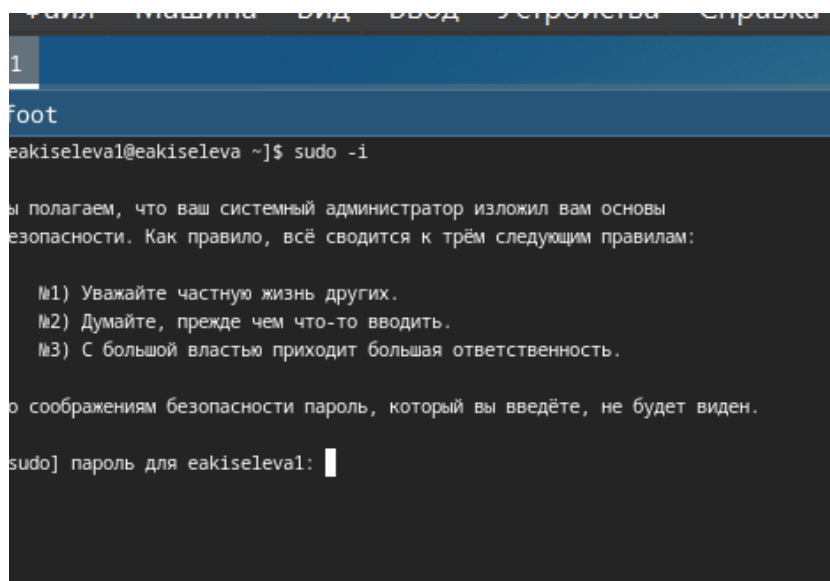 Файл Машина Вид Ввод Устройства Справка
1
foot
eakiseleva1@eakiseleva ~]$ sudo -i
ы полагаем, что ваш системный администратор изложил вам основы
езопасности. Как правило, всё сводится к трём следующим правилам:
№1) Уважайте частную жизнь других.
№2) Думайте, прежде чем что-то вводить.
№3) С большой властью приходит большая ответственность.
о соображениям безопасности пароль, который вы введёте, не будет виден.
sudo] пароль для eakiseleva1: